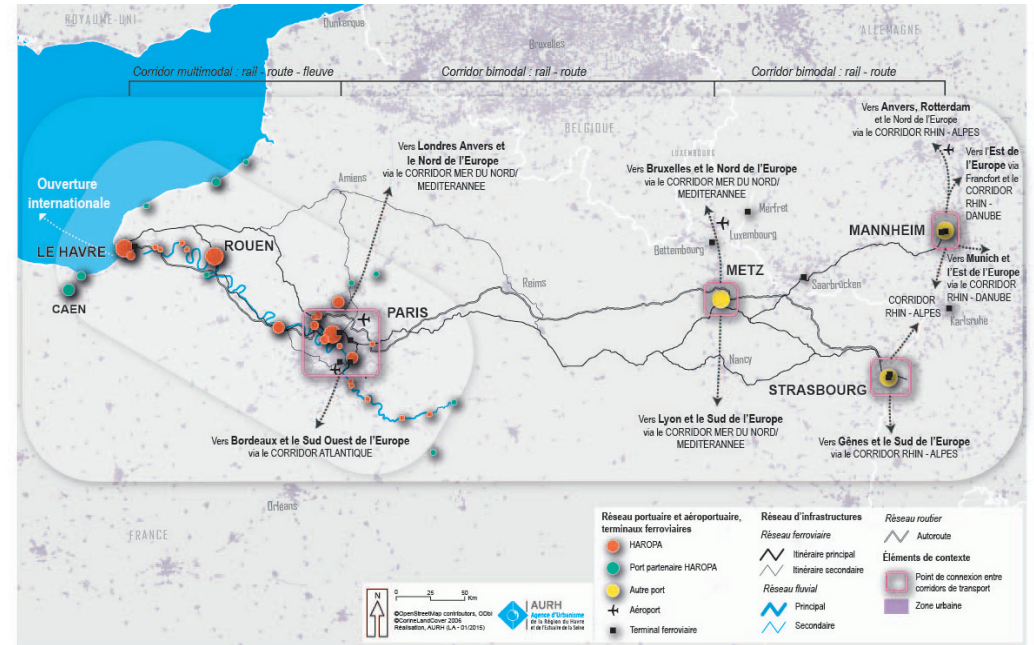 ROYAUME-UNI
Dunkerque
Bruxelles
ALLEMAGNE
Corridor multimodal : rail - route - fleuve
Corridor bimodal : rail - route
Corridor bimodal : rail - route
BELGIQUE
LUXEMBOURG
Vers Anvers, Rotterdam
et le Nord de l'Europe
via le CORRIDOR RHIN - ALPES
Vers Londres Anvers et
le Nord de l'Europe
via le CORRIDOR MER DU NORD/
MEDITERANNEE
Vers Bruxelles et le Nord de l'Europe
via le CORRIDOR MER DU NORD/
MEDITERANNEE
Vers l'Est de
l'Europe via
Francfort et le
CORRIDOR
RHIN -
DANUBE
Amiens
Ouverture
internationale
Merfret
Luxembourg
Bettembourg
MANNHEIM
LE HAVRE
ROUEN
METZ
Vers Munich et
l'Est de l'Europe
via le CORRIDOR
RHIN - DANUBE
CAEN
PARIS
Reims
Saarbrücken
CORRIDOR
RHIN - ALPES
Karlsruhe
Nancy
STRASBOURG
Vers Bordeaux et le Sud Ouest de l'Europe
via le CORRIDOR ATLANTIQUE
Vers Lyon et le Sud de l'Europe
via le CORRIDOR MER DU NORD/
MEDITERANNEE
Vers Gênes et le Sud de l'Europe
via le CORRIDOR RHIN - ALPES
Orléans
FRANCE
Réseau portuaire et aéroportuaire,
terminaux ferroviaires
HAROPA
Port partenaire HAROPA
Autre port
Aéroport
Terminal ferroviaire
Réseau d'infrastructures
Réseau ferroviaire
Itinéraire principal
Itinéraire secondaire
Réseau fluvial
Principal
Secondaire
Réseau routier
Autoroute
Éléments de contexte
Point de connexion entre
corridors de transport
Zone urbaine
N
0 25 50
Km
©OpenStreetMap contributors, ODbl
©CorineLandCover 2006
Réalisation, AURH (LA - 01/2015)
AURH
Agence d'Urbanisme
de la Région du Havre
et de l'Estuaire de la Seine